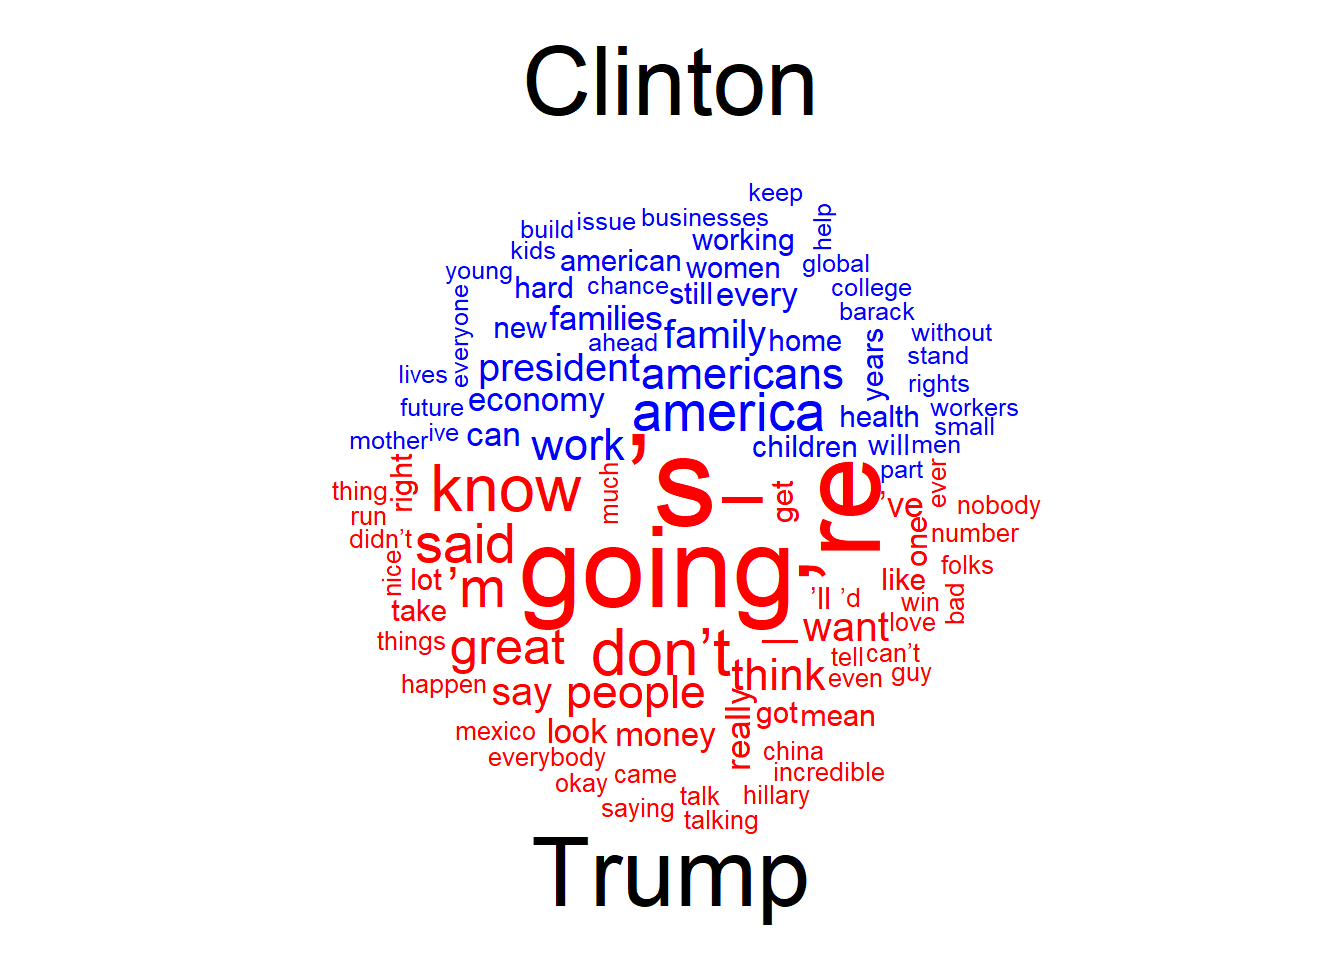 Clinton
keep
build issue businesses help
kids working
young american women global
hard chance still every college
everyone new families barack
ahead family home years without
lives president americans stand
rights
future economy america health workers
mother ive can work children will men small
part
thing right know much ’s — get ’re ’ve ever nobody
run
didn’t said going one number
nice lot ’m ’ll ’d like folks
take win bad
things great don’t — want love
think tell can’t
happen say people even guy
mexico look money really got mean
everybody china
okay came incredible
saying talk hillary
talking
Trump